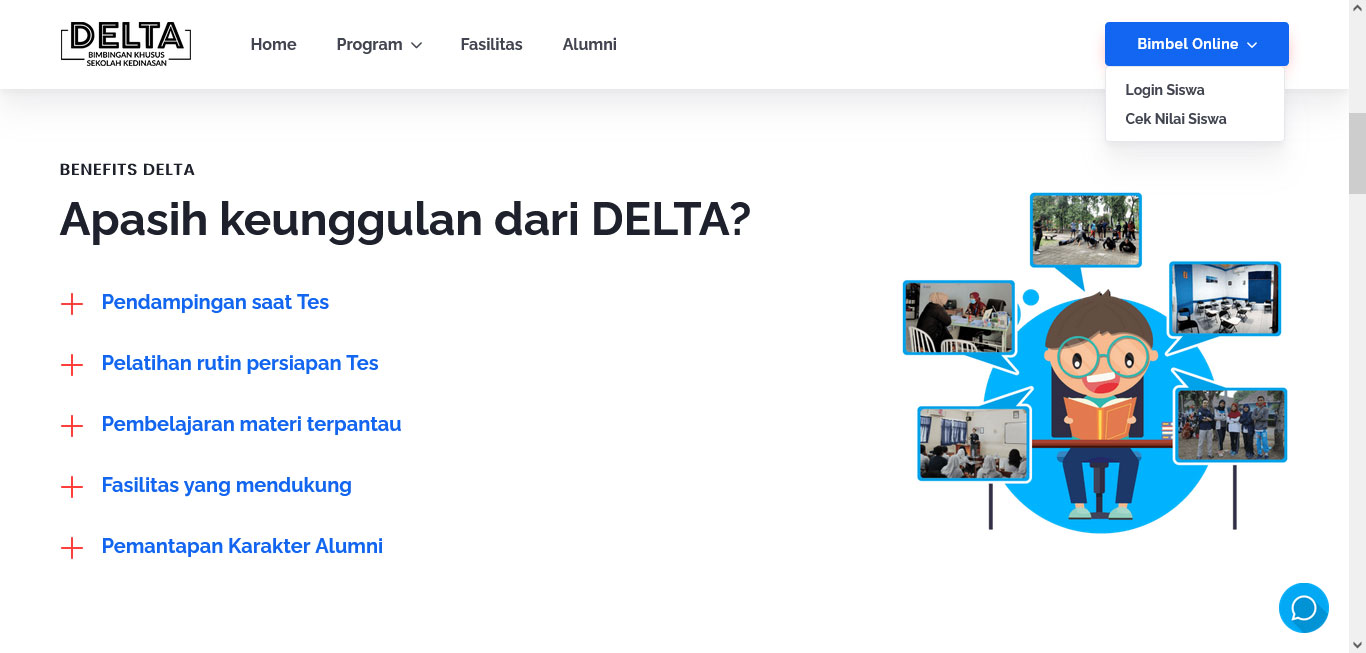 DELTA
BIMBINGAN KHUSUS
SEKOLAH KEDINASAN
Home
Program
Fasilitas
Alumni
Bimbel Online
Login Siswa
Cek Nilai Siswa
BENEFITS DELTA
Apasih keunggulan dari DELTA?
Pendampingan saat Tes
Pelatihan rutin persiapan Tes
Pembelajaran materi terpantau
Fasilitas yang mendukung
Pemantapan Karakter Alumni